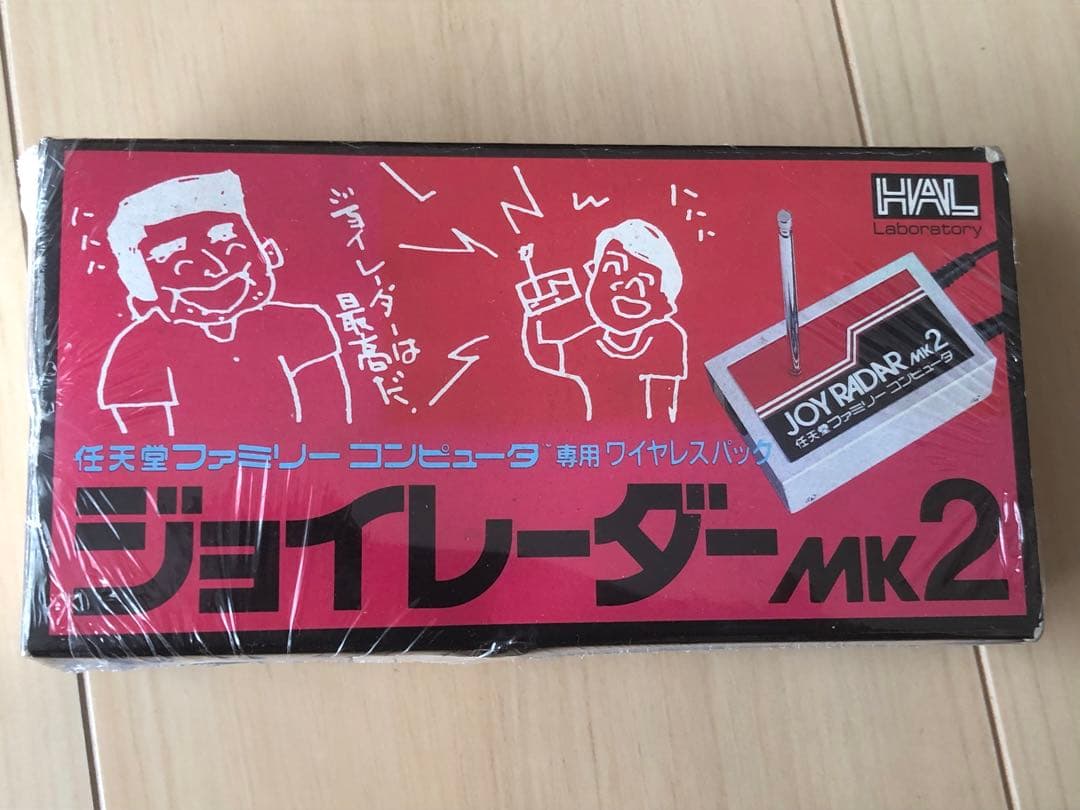 ジョイレーダーは
最高だ.
HAL
Laboratory
JOY RADAR MK2
任天堂ファミリーコンピュータ
任天堂ファミリーコンピュータ™専用ワイヤレスパック
ジョイレーダーMK2